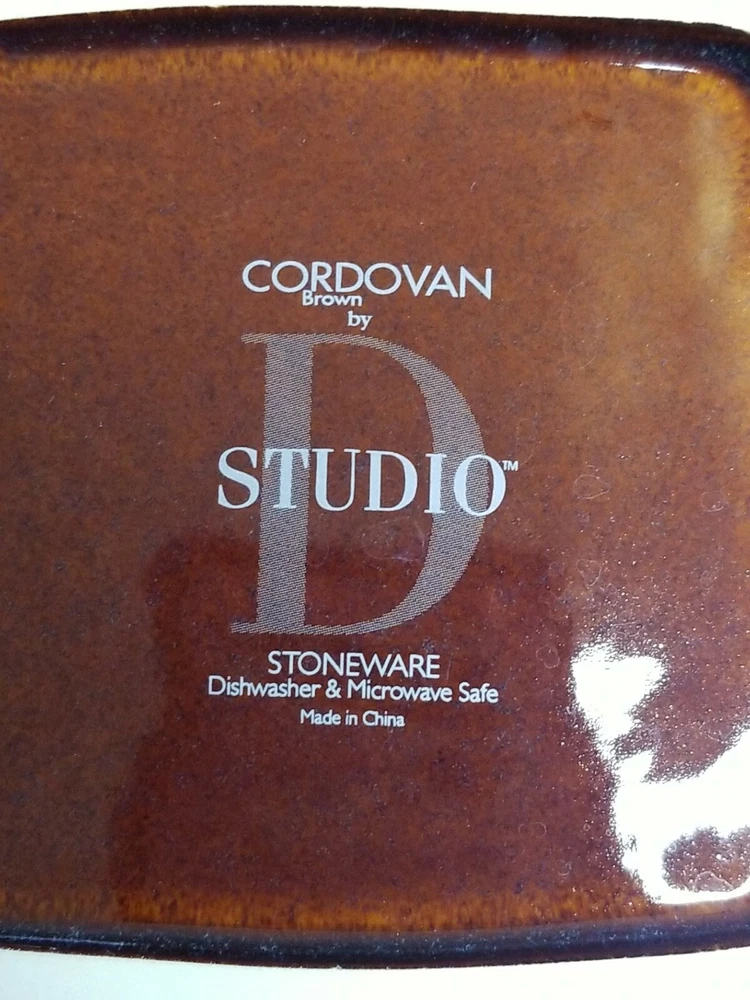 CORDOVAN
Brown
by
D
STUDIO™
STONEWARE
Dishwasher & Microwave Safe
Made in China